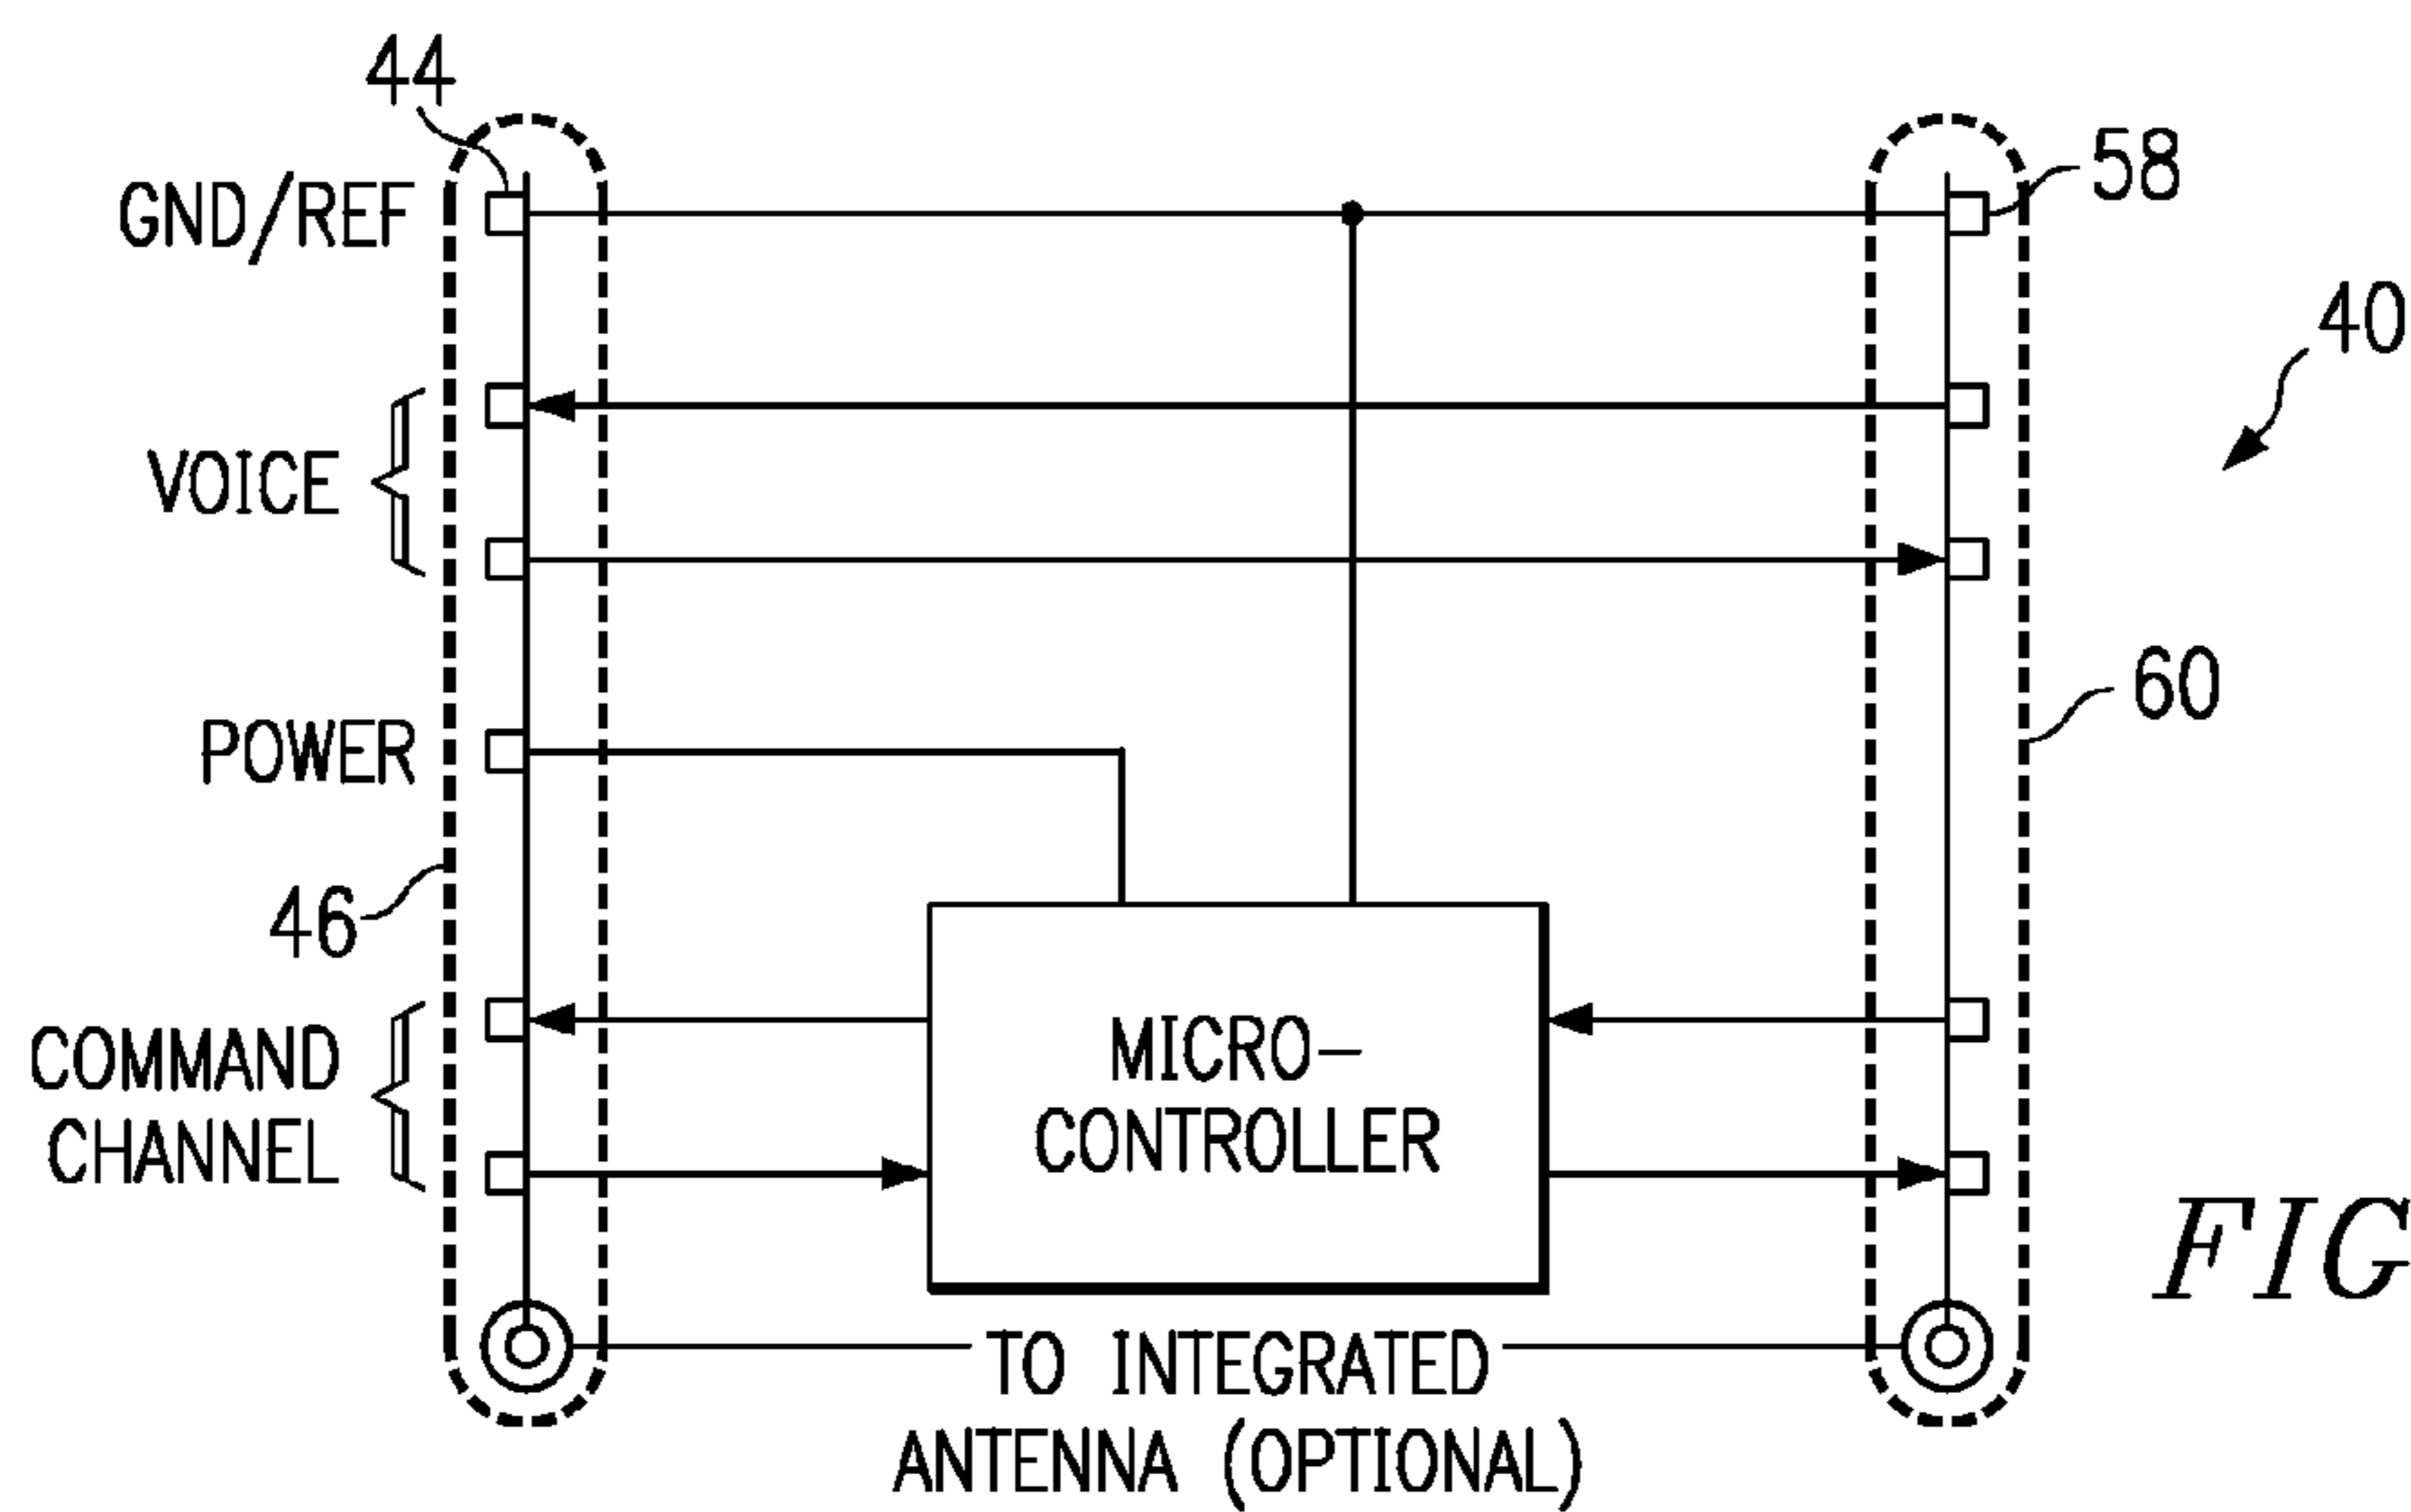 44
GND/REF
58
40
VOICE
60
POWER
46
COMMAND
CHANNEL
MICRO-
CONTROLLER
FIG
TO INTEGRATED
ANTENNA (OPTIONAL)